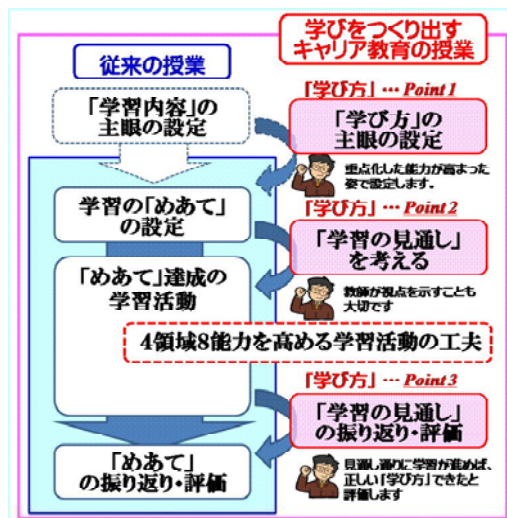 学びをつくり出す
キャリア教育の授業
従来の授業
「学び方」…Point 1
「学習内容」の
主眼の設定
「学び方」の
主眼の設定
重点化した能力が高まった
姿で設定します。
学習の「めあて」
の設定
「学び方」…Point 2
「学習の見通し」
を考える
「めあて」達成の
学習活動
教師が視点を示すことも
大切です
4領域8能力を高める学習活動の工夫
「学び方」…Point 3
「学習の見通し」
の振り返り・評価
「めあて」
の振り返り・評価
見通し通りに学習が進めば、
正しい「学び方」できたと
評価します